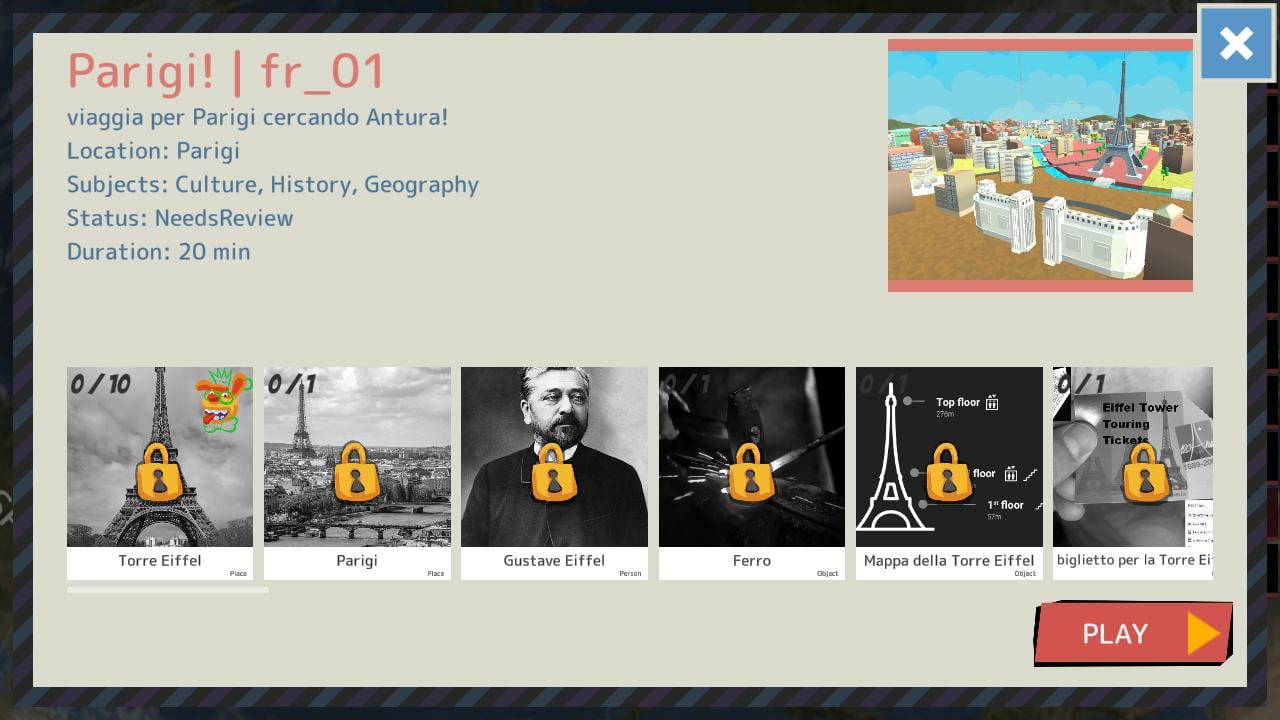 Parigi! | fr_01
viaggia per Parigi cercando Antura!
Location: Parigi
Subjects: Culture, History, Geography
Status: NeedsReview
Duration: 20 min
0/10
0/1
0/1
0/1
0/1
Top floor
276m
floor
1st floor
57m
Eiffel Tower
Touring
Tickets
Torre Eiffel
Place
Parigi
Place
Gustave Eiffel
Person
Ferro
Object
Mappa della Torre Eiffel
Object
biglietto per la Torre Eif
PLAY